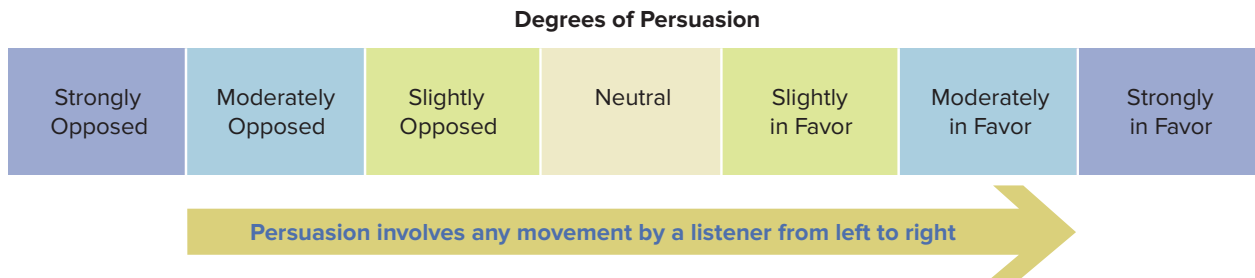 Degrees of Persuasion
Strongly
Opposed
Moderately
Opposed
Slightly
Opposed
Neutral
Slightly
in Favor
Moderately
in Favor
Strongly
in Favor
Persuasion involves any movement by a listener from left to right